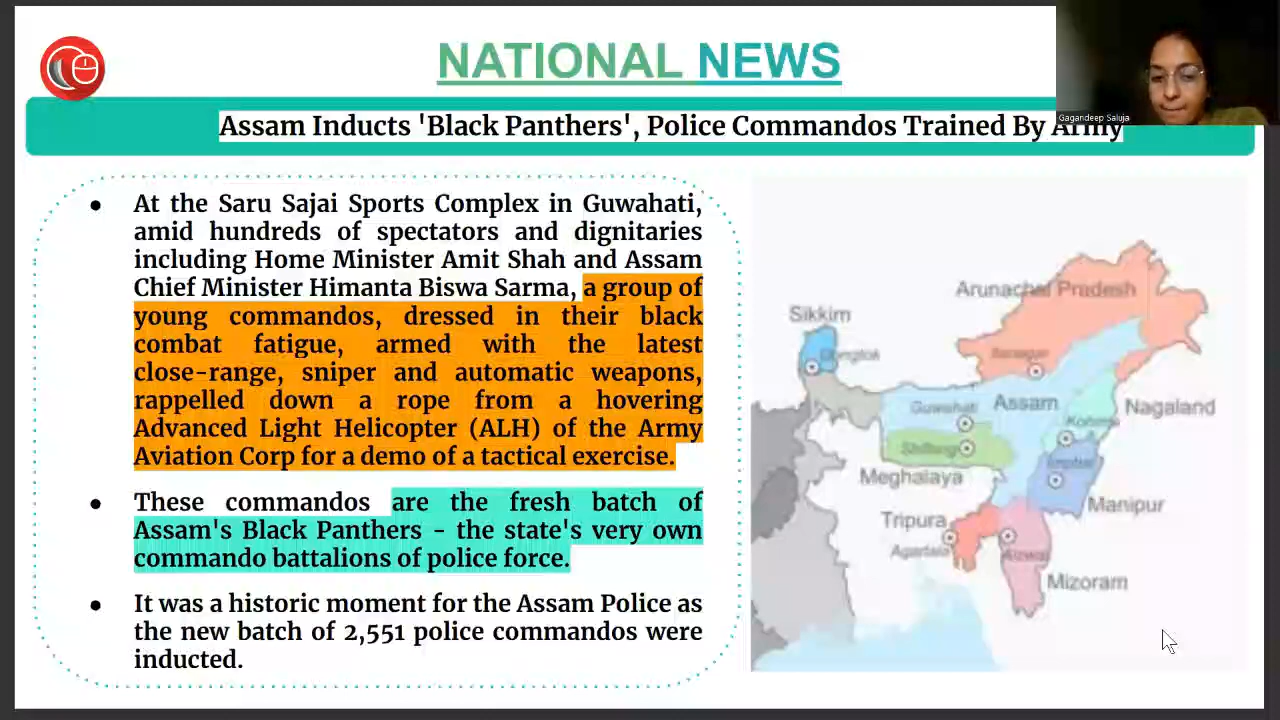 NATIONAL NEWS
Assam Inducts 'Black Panthers', Police Commandos Trained By Army
Gagandeep Saluja
● At the Saru Sajai Sports Complex in Guwahati,
amid hundreds of spectators and dignitaries
including Home Minister Amit Shah and Assam
Chief Minister Himanta Biswa Sarma, a group of
young commandos, dressed in their black
combat fatigue, armed with the latest
close-range, sniper and automatic weapons,
rappelled down a rope from a hovering
Advanced Light Helicopter (ALH) of the Army
Aviation Corp for a demo of a tactical exercise.
● These commandos are the fresh batch of
Assam's Black Panthers - the state's very own
commando battalions of police force.
● It was a historic moment for the Assam Police as
the new batch of 2,551 police commandos were
inducted.
Arunachal Pradesh
Sikkim
Gangtok
Itanagar
Guwahati
Assam
Nagaland
Kohima
Shillong
Imphal
Meghalaya
Manipur
Tripura
Agartala
Aizwal
Mizoram